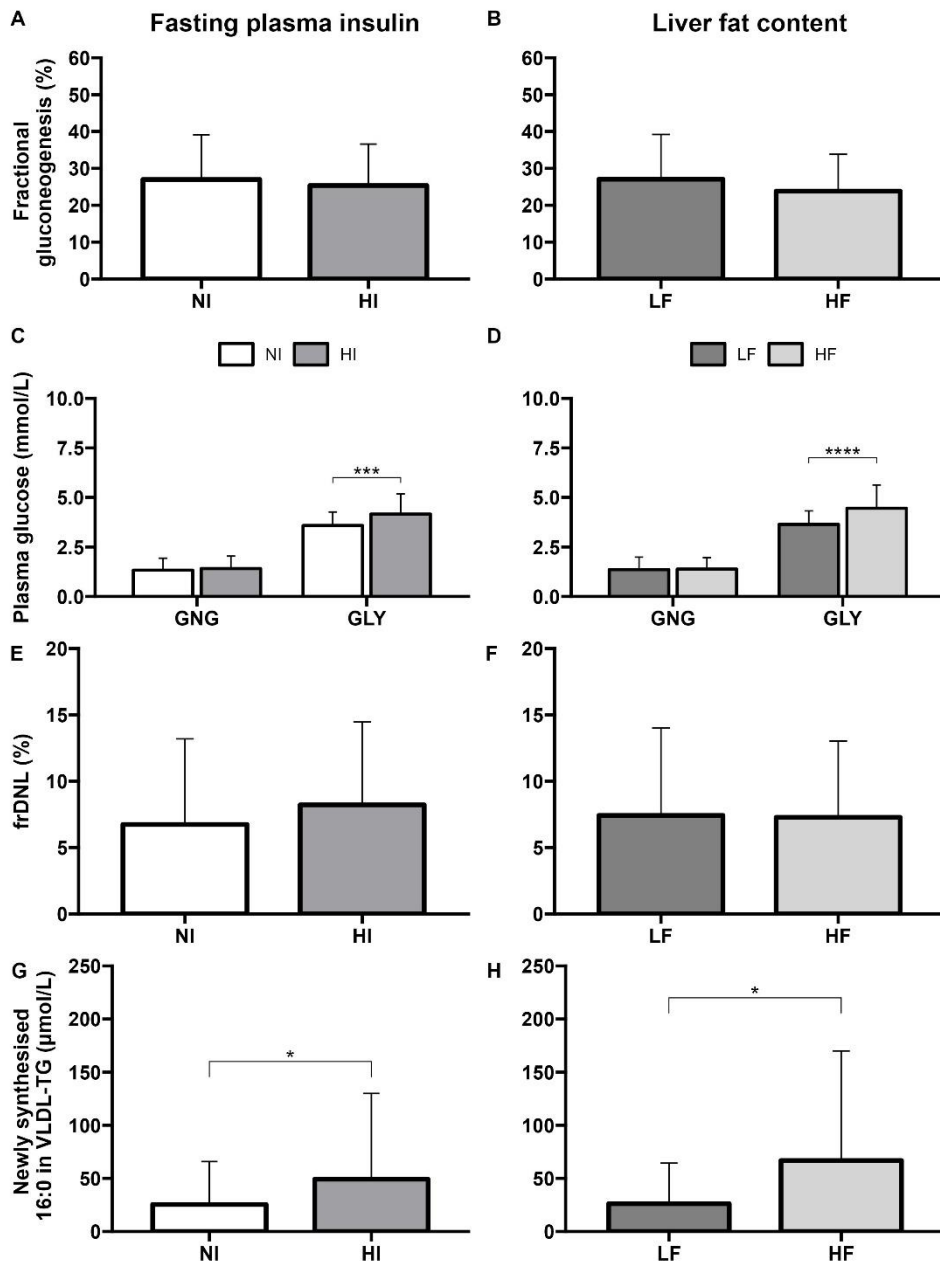 A Fasting plasma insulin
B Liver fat content
Fractional
gluconeogenesis (%)
60
50
40
30
20
10
0
NI HI
60
50
40
30
20
10
0
LF HF
C
NI HI
Plasma glucose (mmol/L)
10.0
7.5
5.0
2.5
0.0
***
GNG GLY
D
LF HF
10.0
7.5
5.0
2.5
0.0
****
GNG GLY
E
frDNL (%)
20
15
10
5
0
NI HI
F
20
15
10
5
0
LF HF
G
Newly synthesised
16:0 in VLDL-TG (µmol/L)
250
200
150
100
50
0
*
NI HI
H
250
200
150
100
50
0
*
LF HF